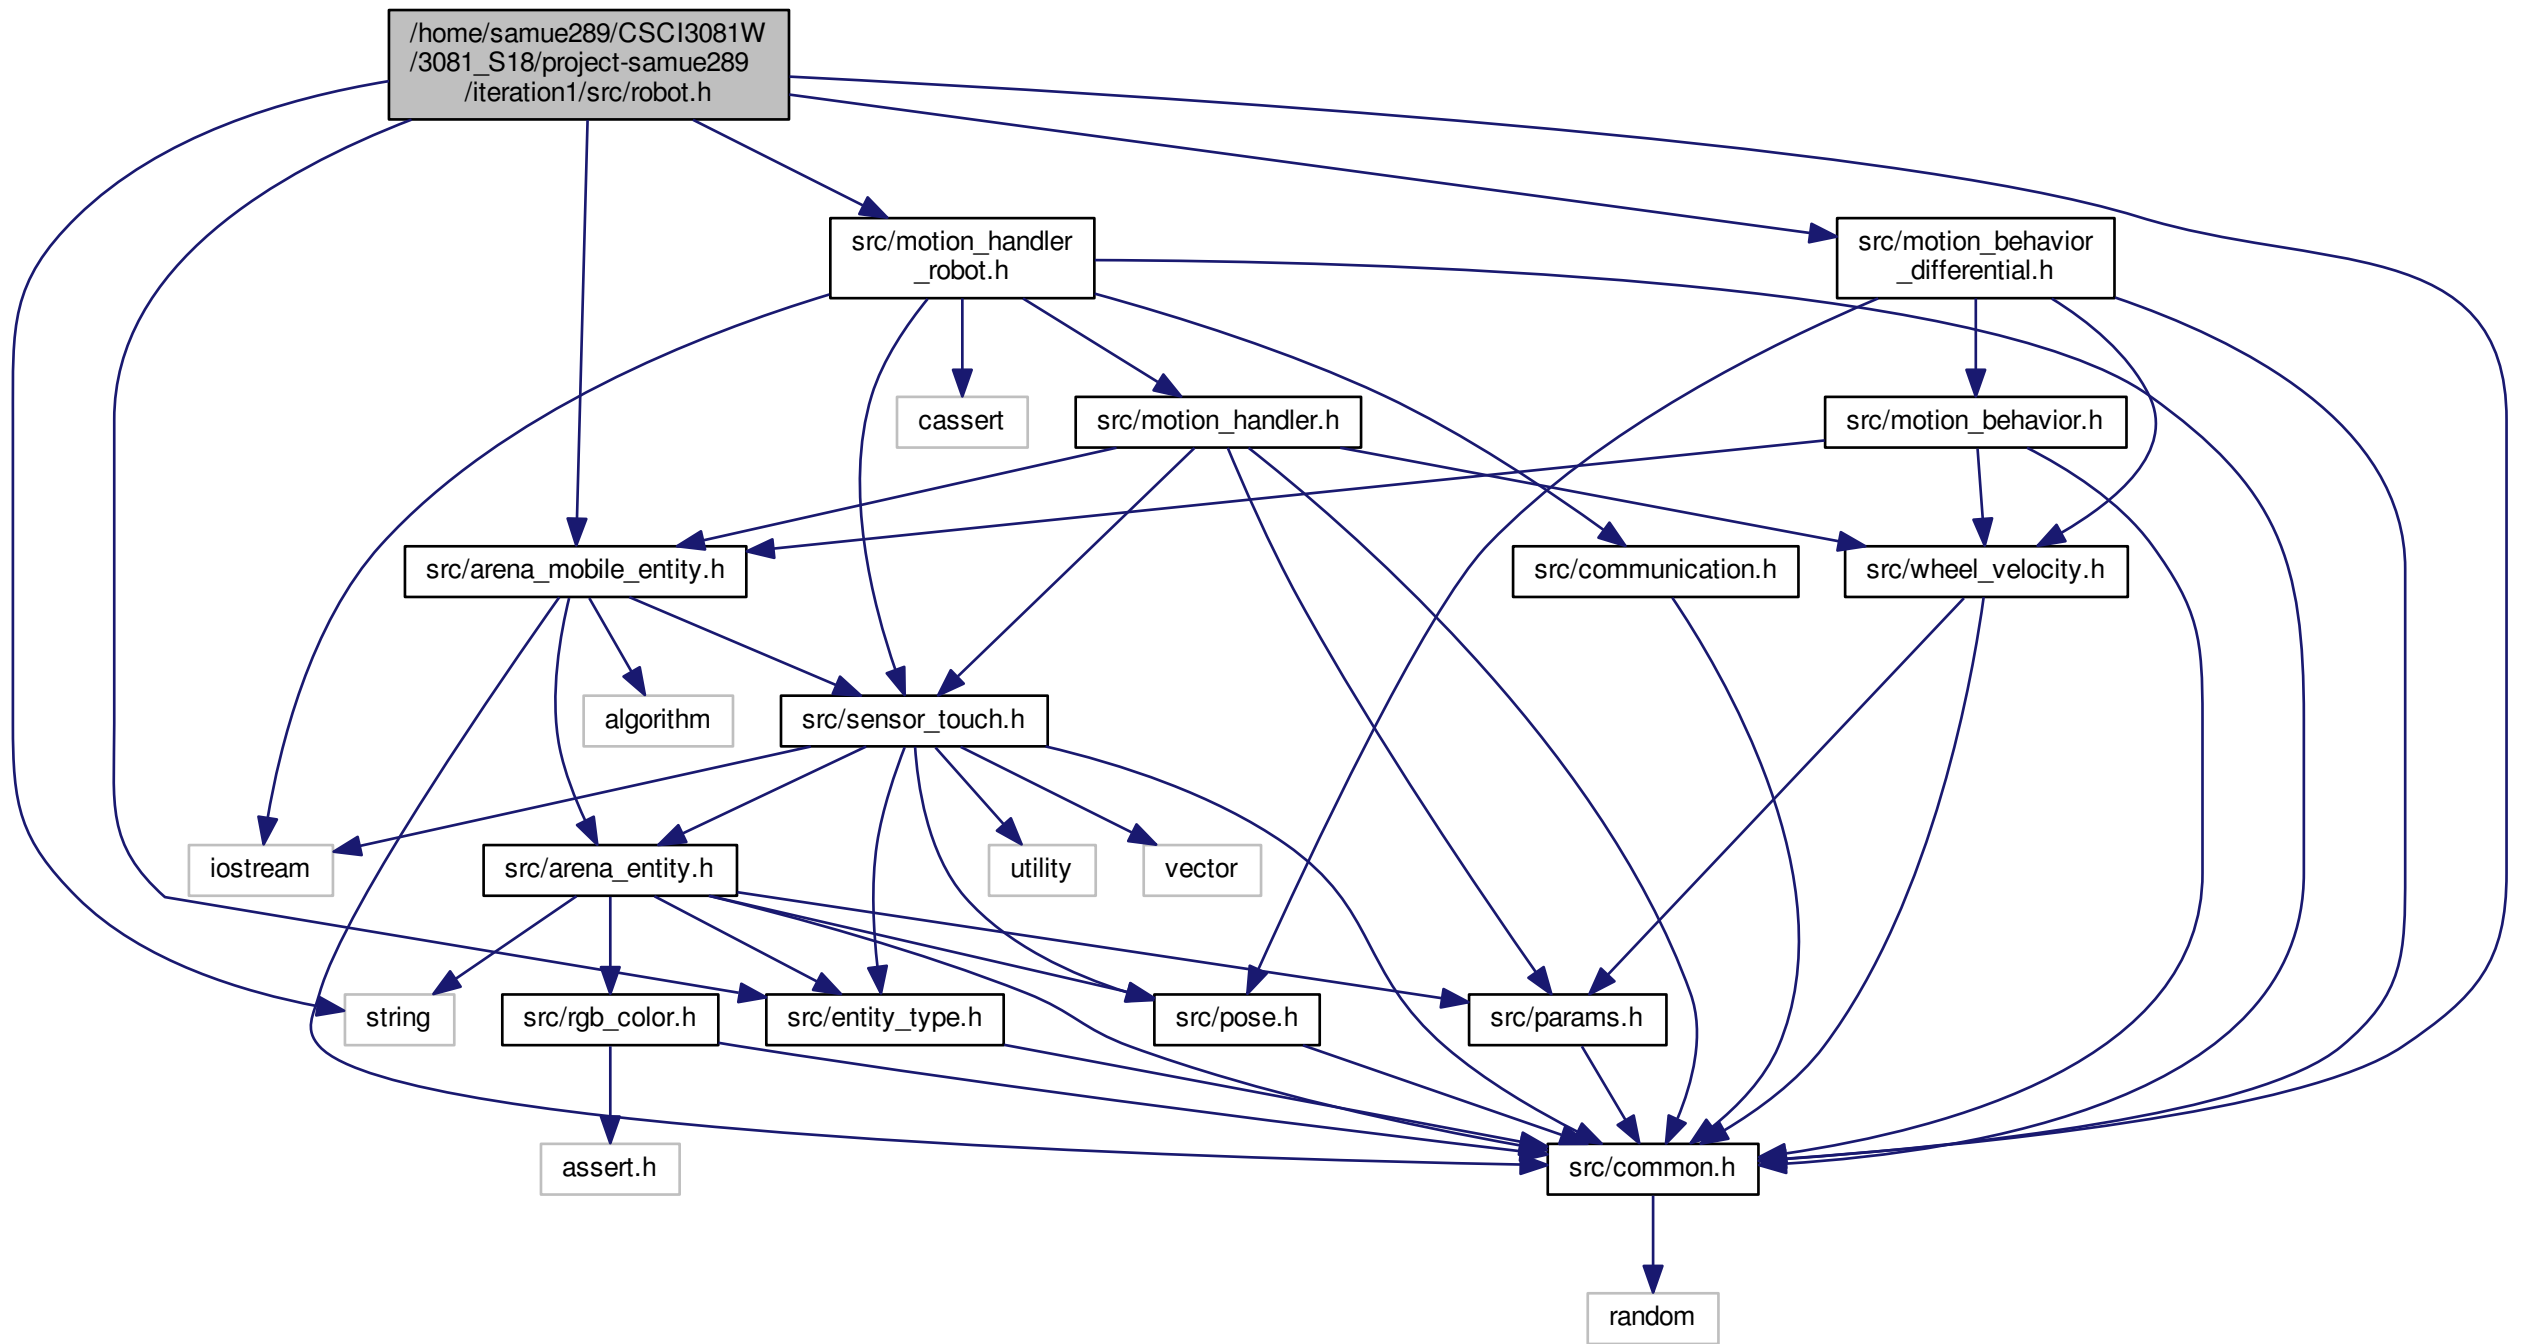 /home/samue289/CSCI3081W
/3081_S18/project-samue289
/iteration1/src/robot.h
src/motion_handler
_robot.h
src/motion_behavior
_differential.h
cassert
src/motion_handler.h
src/motion_behavior.h
src/arena_mobile_entity.h
src/communication.h
src/wheel_velocity.h
algorithm
src/sensor_touch.h
iostream
src/arena_entity.h
utility
vector
string
src/rgb_color.h
src/entity_type.h
src/pose.h
src/params.h
assert.h
src/common.h
random